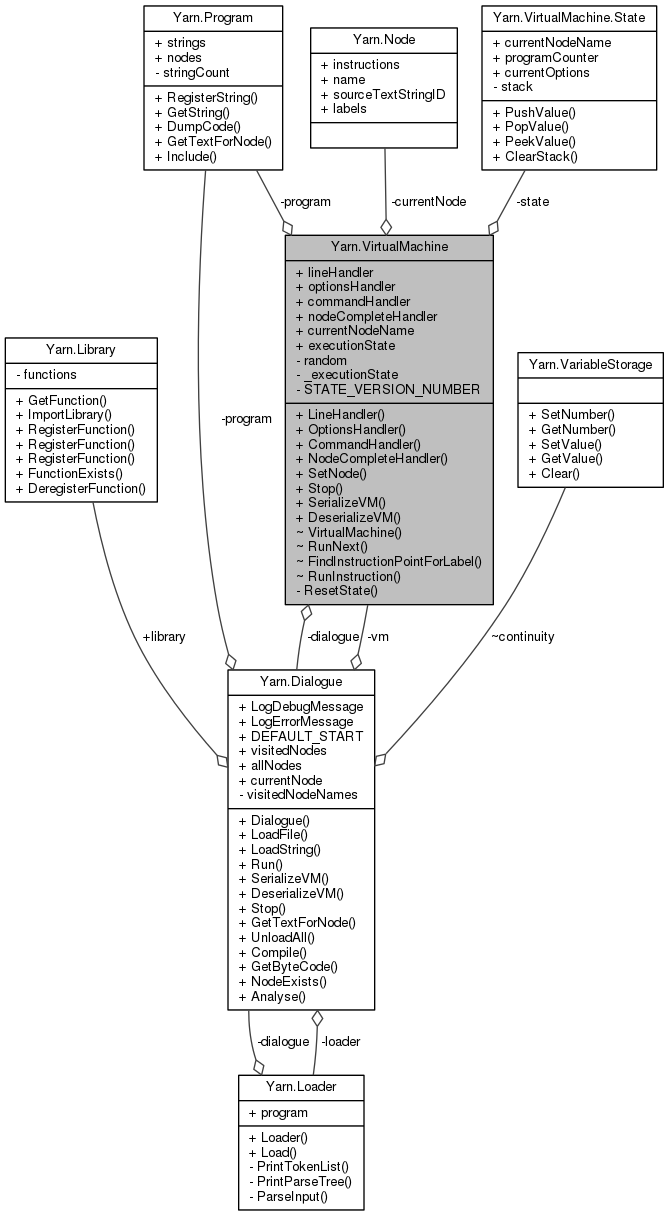 Yarn.Program
+ strings
+ nodes
- stringCount
+ RegisterString()
+ GetString()
+ DumpCode()
+ GetTextForNode()
+ Include()
Yarn.Node
+ instructions
+ name
+ sourceTextStringID
+ labels
Yarn.VirtualMachine.State
+ currentNodeName
+ programCounter
+ currentOptions
- stack
+ PushValue()
+ PopValue()
+ PeekValue()
+ ClearStack()
-program
-currentNode
-state
Yarn.VirtualMachine
+ lineHandler
+ optionsHandler
+ commandHandler
+ nodeCompleteHandler
+ currentNodeName
+ executionState
- random
- _executionState
- STATE_VERSION_NUMBER
+ LineHandler()
+ OptionsHandler()
+ CommandHandler()
+ NodeCompleteHandler()
+ SetNode()
+ Stop()
+ SerializeVM()
+ DeserializeVM()
~ VirtualMachine()
~ RunNext()
~ FindInstructionPointForLabel()
~ RunInstruction()
- ResetState()
Yarn.Library
- functions
+ GetFunction()
+ ImportLibrary()
+ RegisterFunction()
+ RegisterFunction()
+ RegisterFunction()
+ FunctionExists()
+ DeregisterFunction()
-program
Yarn.VariableStorage
+ SetNumber()
+ GetNumber()
+ SetValue()
+ GetValue()
+ Clear()
+library
-dialogue
-vm
~continuity
Yarn.Dialogue
+ LogDebugMessage
+ LogErrorMessage
+ DEFAULT_START
+ visitedNodes
+ allNodes
+ currentNode
- visitedNodeNames
+ Dialogue()
+ LoadFile()
+ LoadString()
+ Run()
+ SerializeVM()
+ DeserializeVM()
+ Stop()
+ GetTextForNode()
+ UnloadAll()
+ Compile()
+ GetByteCode()
+ NodeExists()
+ Analyse()
-dialogue
-loader
Yarn.Loader
+ program
+ Loader()
+ Load()
- PrintTokenList()
- PrintParseTree()
- ParseInput()